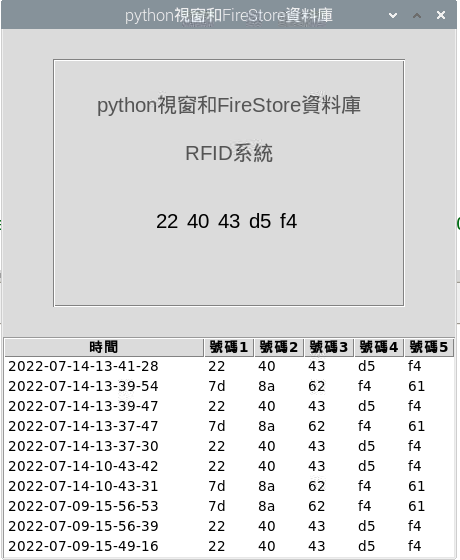 python視窗和FireStore資料庫
python視窗和FireStore資料庫
RFID系統
22 40 43 d5 f4
時間 號碼1 號碼2 號碼3 號碼4 號碼5
2022-07-14-13-41-28 22 40 43 d5 f4
2022-07-14-13-39-54 7d 8a 62 f4 61
2022-07-14-13-39-47 22 40 43 d5 f4
2022-07-14-13-37-47 7d 8a 62 f4 61
2022-07-14-13-37-30 22 40 43 d5 f4
2022-07-14-10-43-42 22 40 43 d5 f4
2022-07-14-10-43-31 7d 8a 62 f4 61
2022-07-09-15-56-53 7d 8a 62 f4 61
2022-07-09-15-56-39 22 40 43 d5 f4
2022-07-09-15-49-16 22 40 43 d5 f4